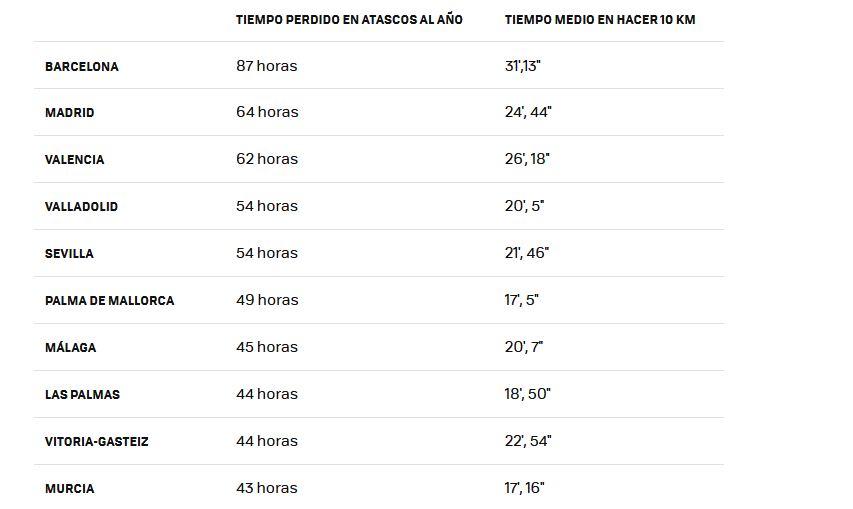 TIEMPO PERDIDO EN ATASCOS AL AÑO TIEMPO MEDIO EN HACER 10 KM
BARCELONA 87 horas 31',13"
MADRID 64 horas 24', 44"
VALENCIA 62 horas 26', 18"
VALLADOLID 54 horas 20', 5"
SEVILLA 54 horas 21', 46"
PALMA DE MALLORCA 49 horas 17', 5"
MÁLAGA 45 horas 20', 7"
LAS PALMAS 44 horas 18', 50"
VITORIA-GASTEIZ 44 horas 22', 54"
MURCIA 43 horas 17', 16"